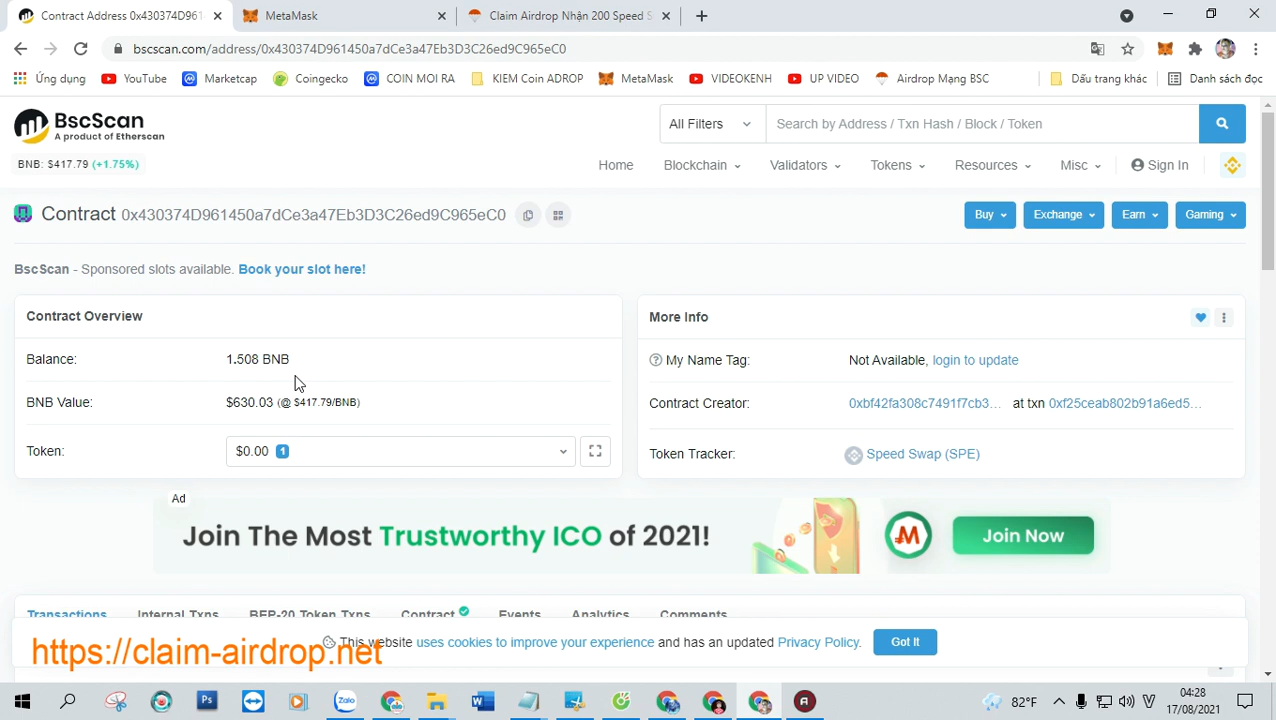 Contract Address 0x430374D961
MetaMask
Claim Airdrop Nhận 200 Speed S
bscscan.com/address/0x430374D961450a7dCe3a47Eb3D3C26ed9C965eC0
Ứng dụng
YouTube
Marketcap
Coingecko
COIN MOI RA
KIEM Coin ADROP
MetaMask
VIDEOKENH
UP VIDEO
Airdrop Mạng BSC
Dấu trang khác
Danh sách đọc
BscScan
A product of Etherscan
All Filters
Search by Address / Txn Hash / Block / Token
BNB: $417.79 (+1.75%)
Home
Blockchain
Validators
Tokens
Resources
Misc
Sign In
Contract 0x430374D961450a7dCe3a47Eb3D3C26ed9C965eC0
Buy
Exchange
Earn
Gaming
BscScan - Sponsored slots available. Book your slot here!
Contract Overview
Balance: 1.508 BNB
BNB Value: $630.03 (@ $417.79/BNB)
Token: $0.00 1
More Info
My Name Tag: Not Available, login to update
Contract Creator: 0xbf42fa308c7491f7cb3... at txn 0xf25ceab802b91a6ed5...
Token Tracker: Speed Swap (SPE)
Ad
Join The Most Trustworthy ICO of 2021!
Join Now
Transactions
Internal Txns
BEP-20 Token Txns
Contract
Events
Analytics
Comments
This website uses cookies to improve your experience and has an updated Privacy Policy.
Got It
https://claim-airdrop.net
Zalo
82°F
04:28
17/08/2021